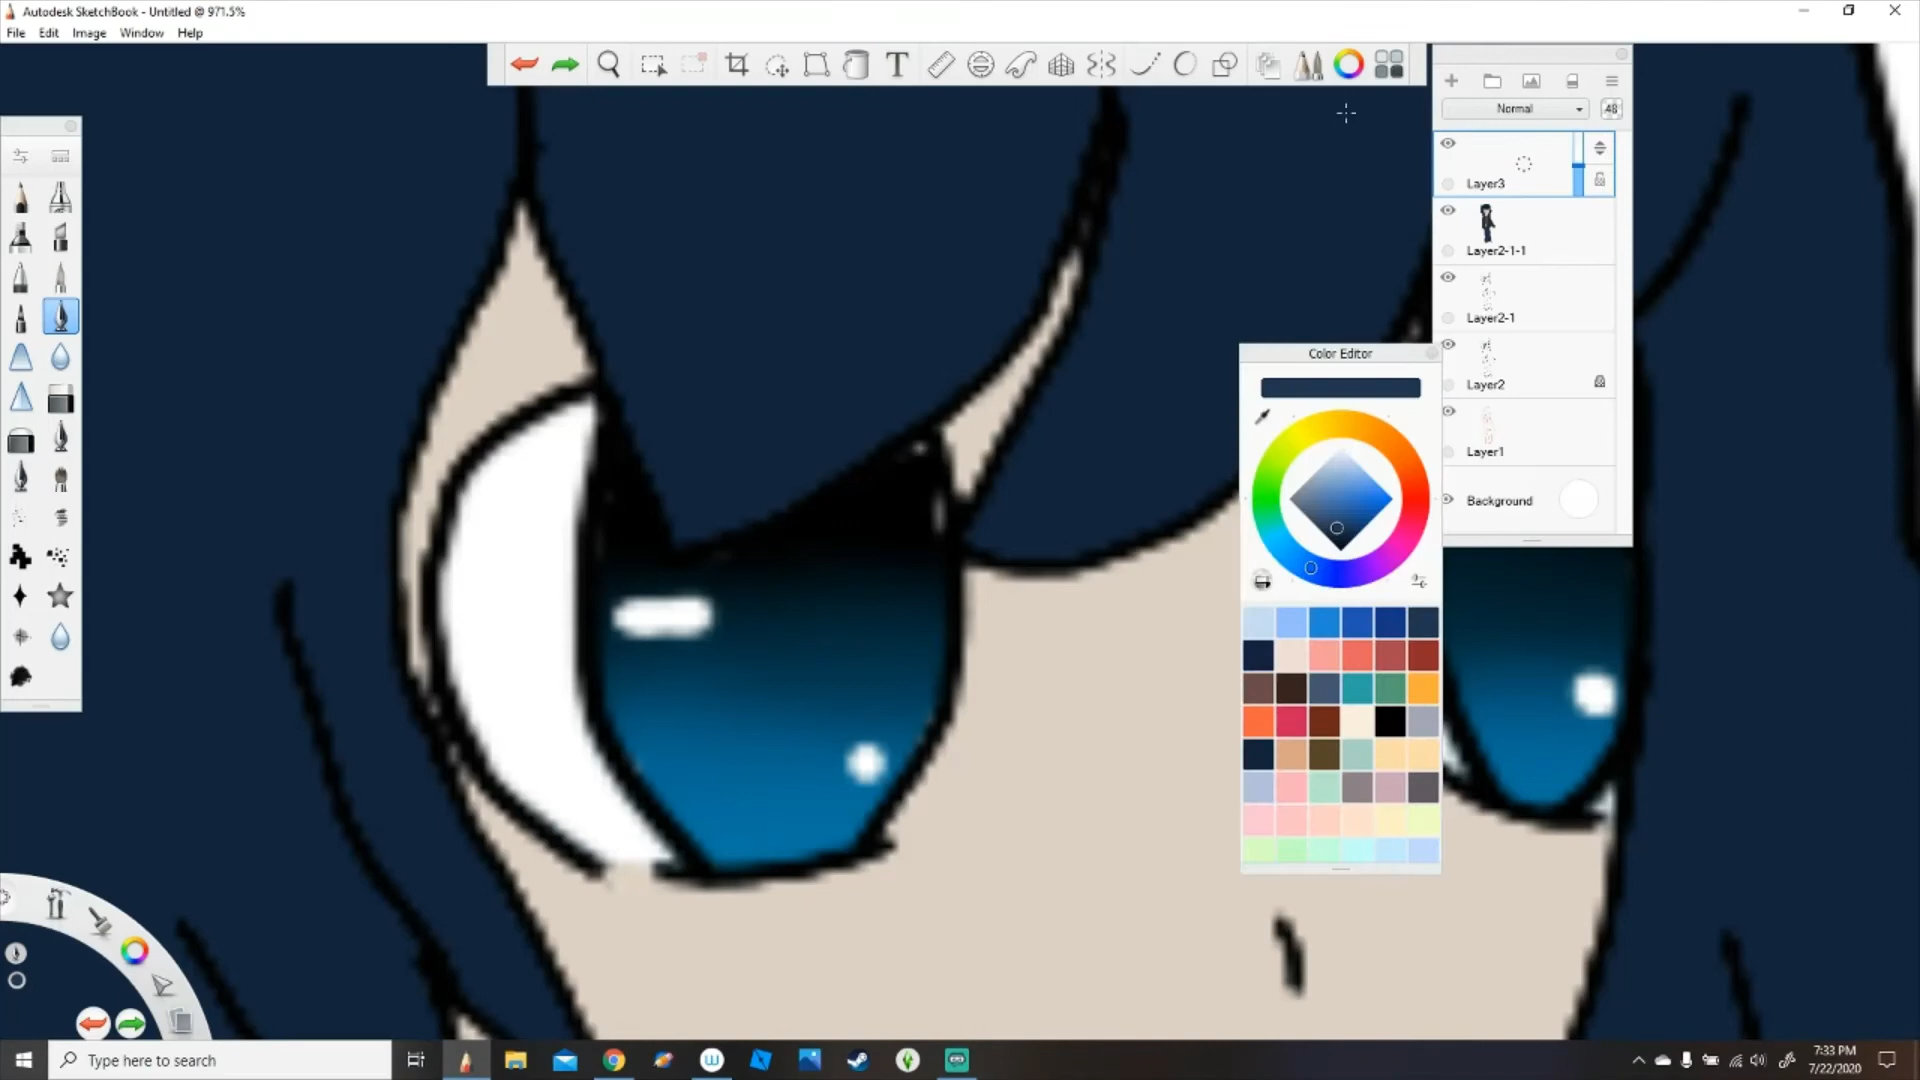 Autodesk SketchBook - Untitled @ 971.5%
File Edit Image Window Help
T
Normal
48
Layer3
Layer2-1-1
Layer2-1
Layer2
Layer1
Background
Color Editor
Type here to search
7:33 PM
7/22/2020